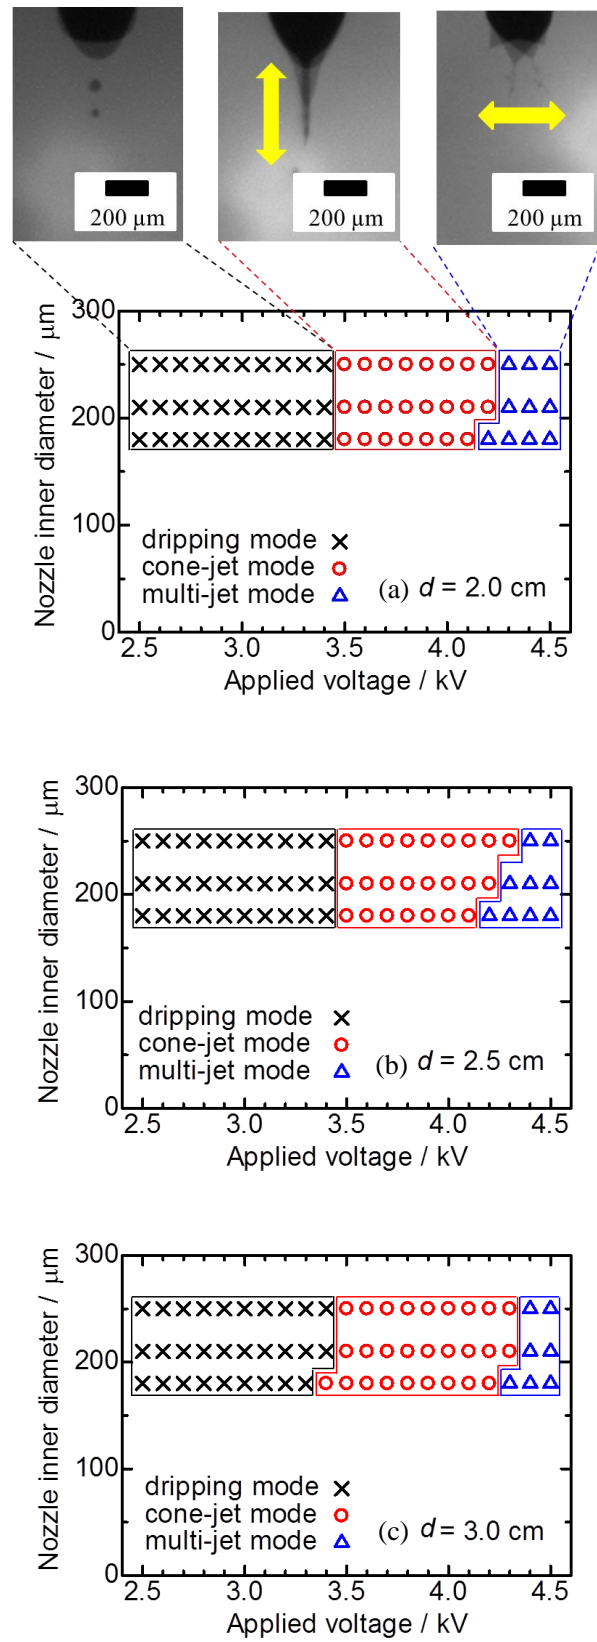 200 µm
200 µm
200 µm
300
200
100
0
Nozzle inner diameter / µm
dripping mode
cone-jet mode
multi-jet mode
(a) d = 2.0 cm
2.5 3.0 3.5 4.0 4.5
Applied voltage / kV
300
200
100
0
Nozzle inner diameter / µm
dripping mode
cone-jet mode
multi-jet mode
(b) d = 2.5 cm
2.5 3.0 3.5 4.0 4.5
Applied voltage / kV
300
200
100
0
Nozzle inner diameter / µm
dripping mode
cone-jet mode
multi-jet mode
(c) d = 3.0 cm
2.5 3.0 3.5 4.0 4.5
Applied voltage / kV